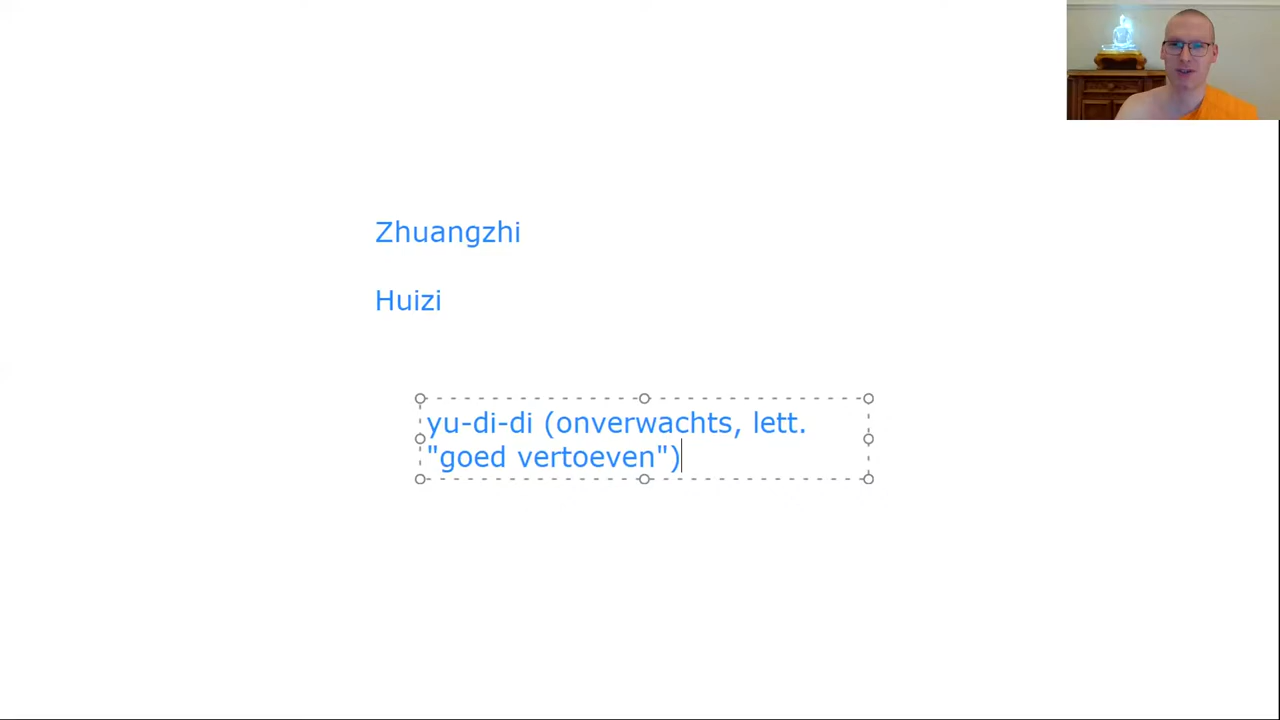 Zhuangzhi
Huizi
yu-di-di (onverwachts, lett.
"goed vertoeven")